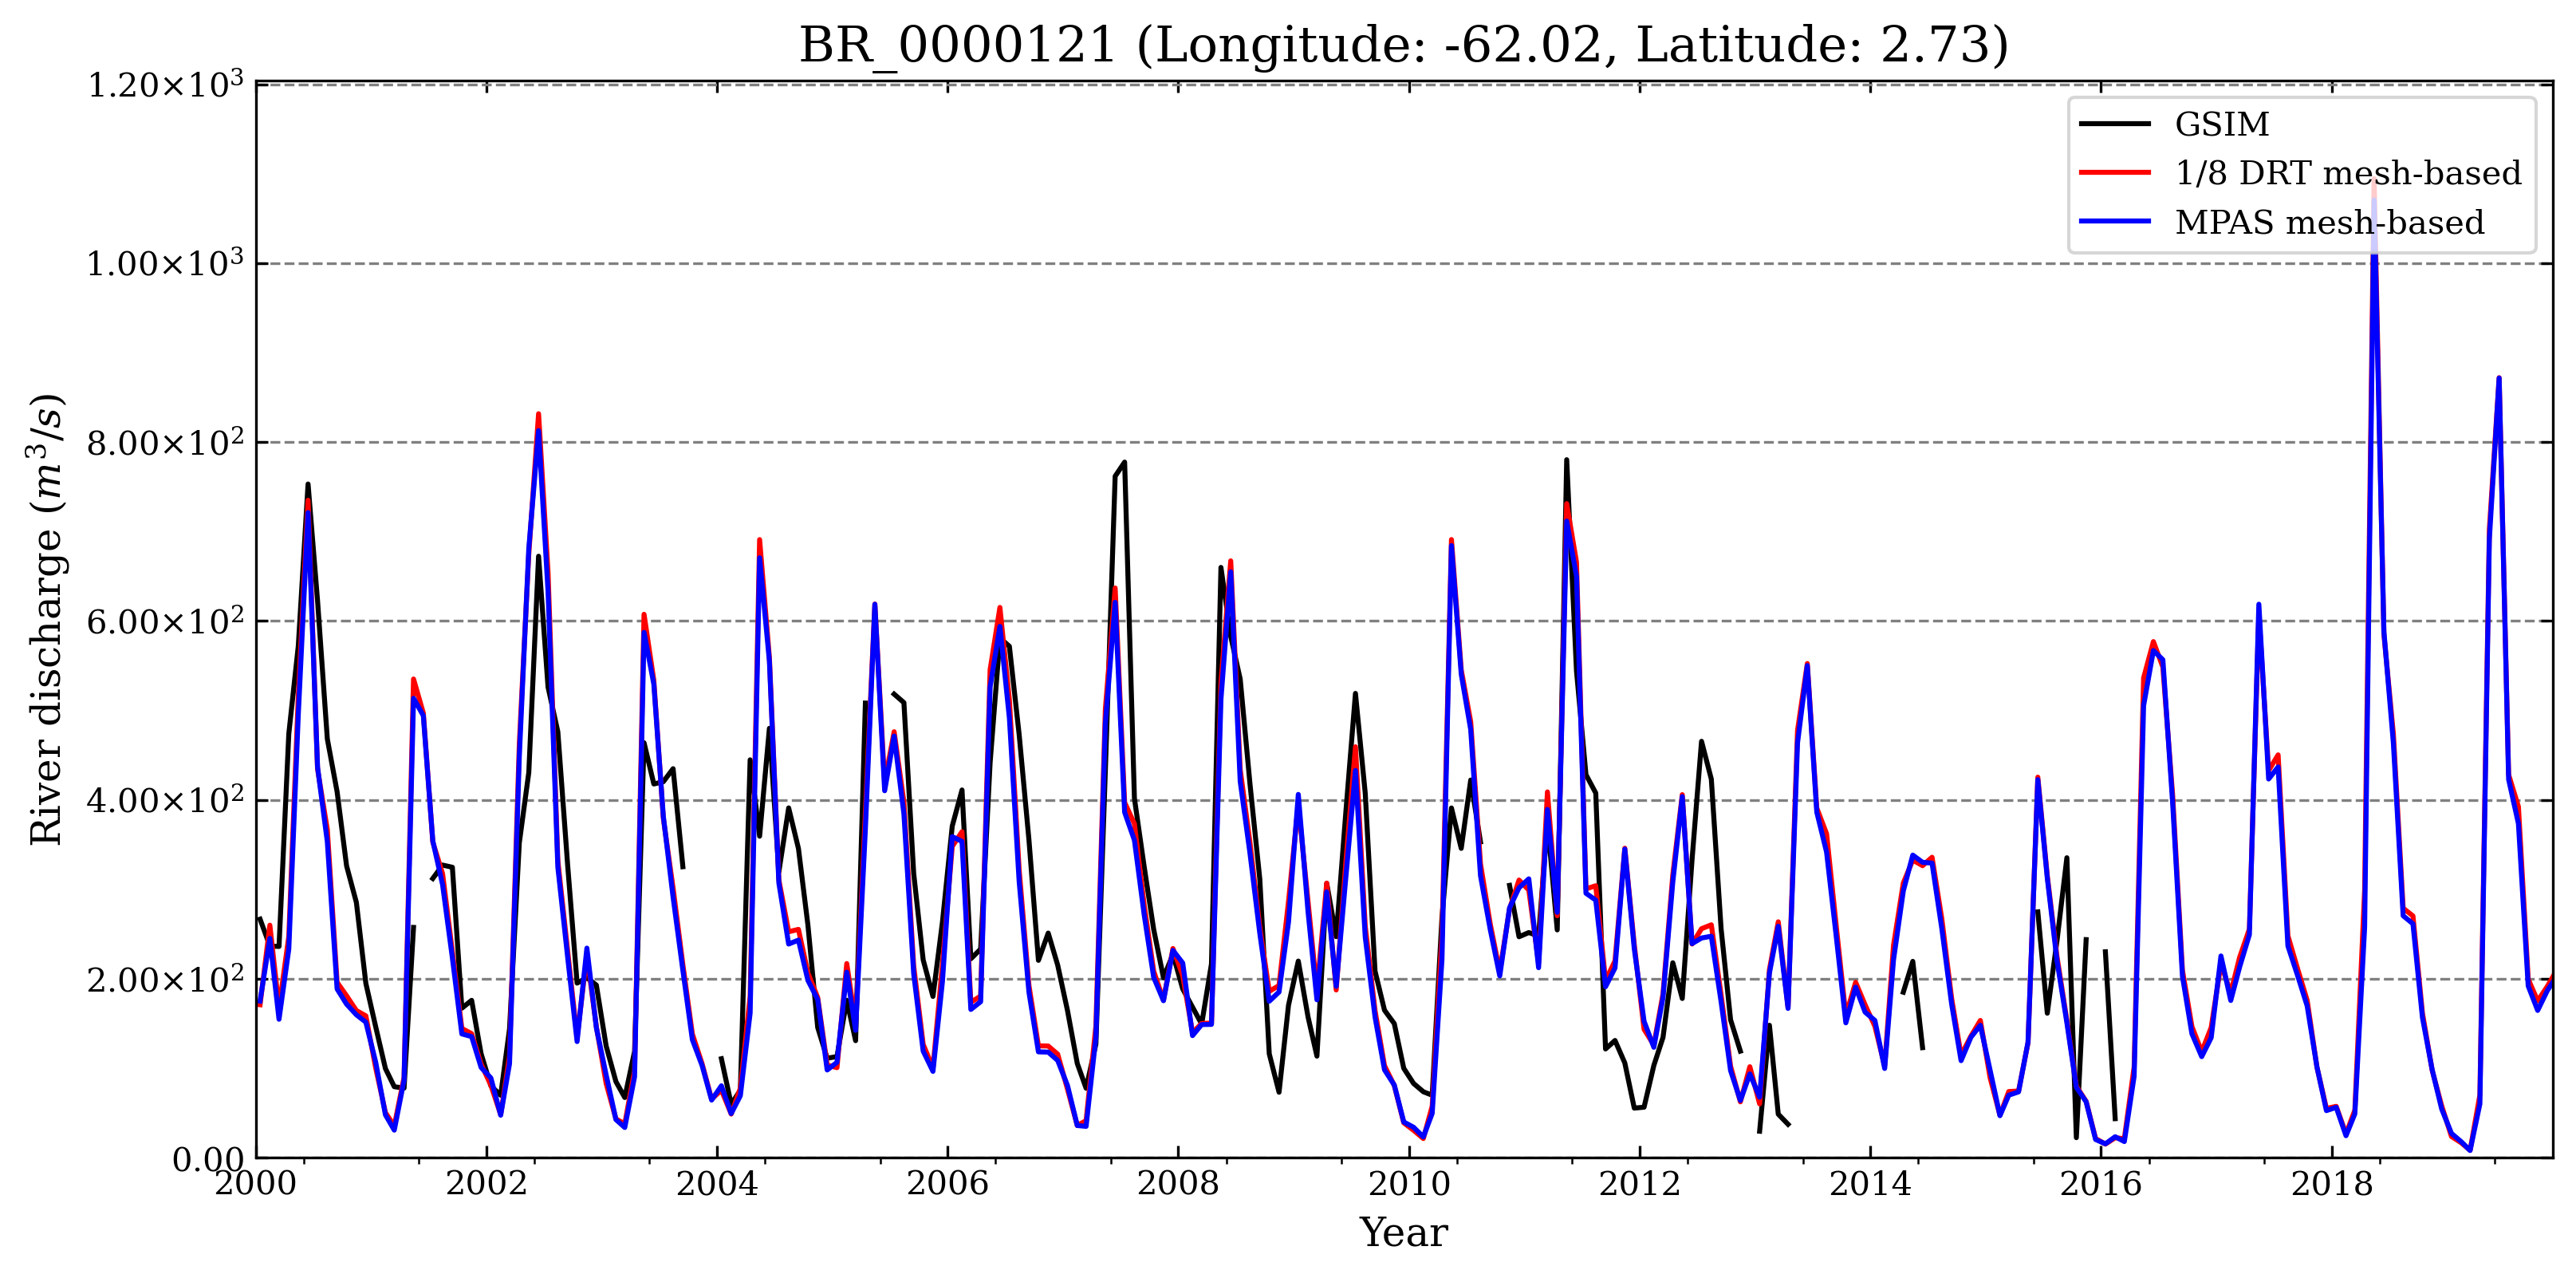 BR_0000121 (Longitude: -62.02, Latitude: 2.73)
1.20×10³
1.00×10³
8.00×10²
6.00×10²
4.00×10²
2.00×10²
0.00
River discharge (m³/s)
GSIM
1/8 DRT mesh-based
MPAS mesh-based
2000 2002 2004 2006 2008 2010 2012 2014 2016 2018
Year